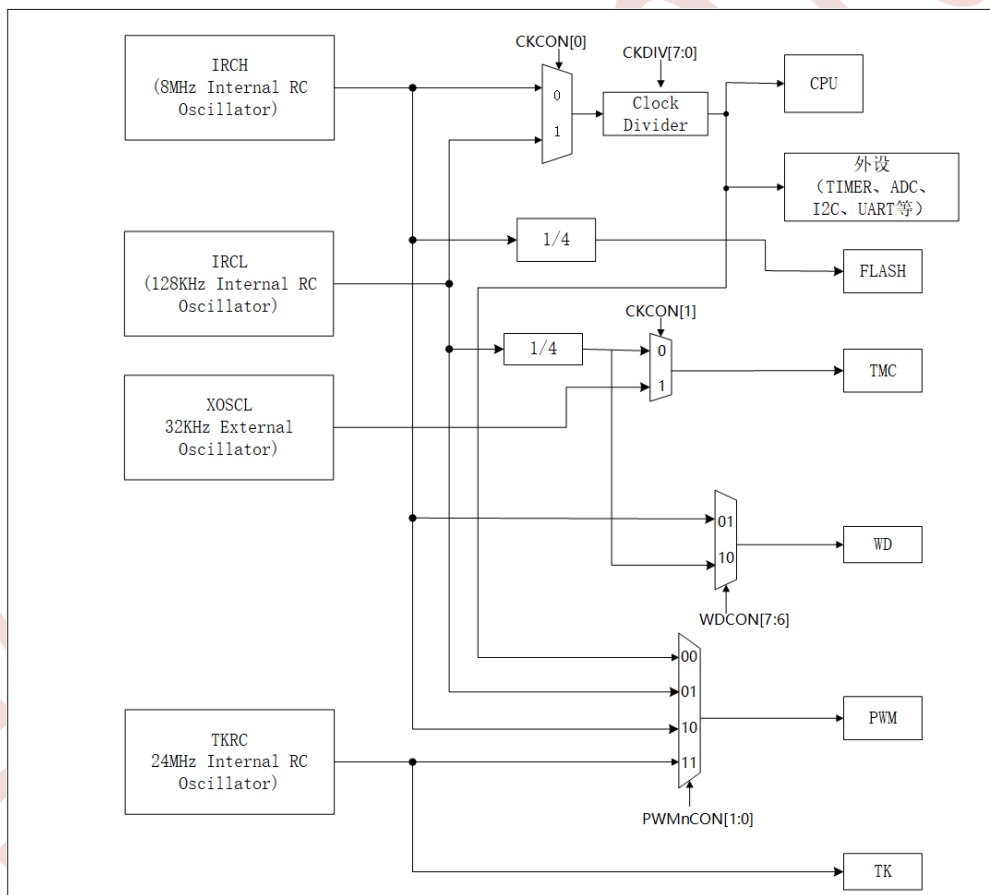 IRCH
(8MHz Internal RC
Oscillator)
CKCON[0]
0
1
CKDIV[7:0]
Clock
Divider
CPU
外设
（TIMER、ADC、
I2C、UART等）
1/4
FLASH
IRCL
(128KHz Internal RC
Oscillator)
CKCON[1]
1/4
0
1
TMC
XOSCL
32KHz External
Oscillator)
01
10
WD
WDCON[7:6]
00
01
10
11
PWM
PWMnCON[1:0]
TKRC
24MHz Internal RC
Oscillator)
TK